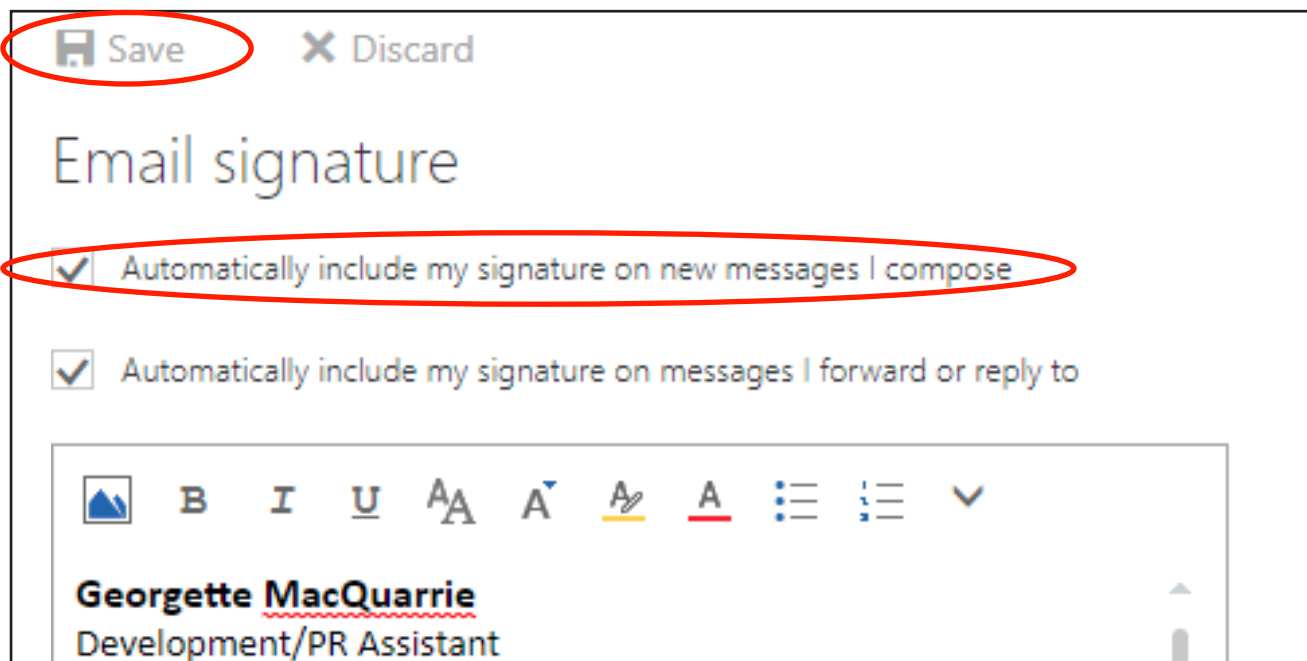 Save Discard
Email signature
Automatically include my signature on new messages I compose
Automatically include my signature on messages I forward or reply to
B I U AA A A A
Georgette MacQuarrie
Development/PR Assistant